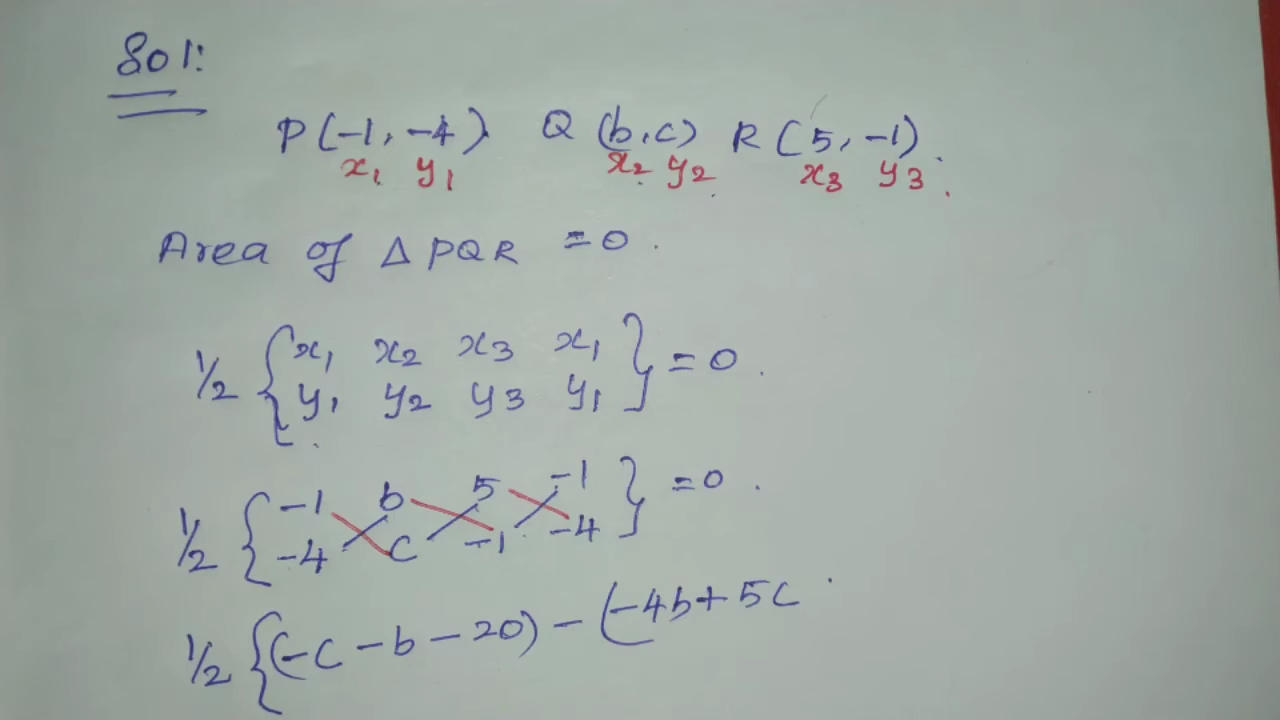 Sol:
P(-1, -4) Q (b, c) R (5, -1).
x₁ y₁ x₂ y₂ x₃ y₃.
Area of Δ PQR = 0.
1/2 { x₁ x₂ x₃ x₁ } = 0.
y₁ y₂ y₃ y₁
1/2 { -1 b 5 -1 } = 0.
-4 c -1 -4
1/2 { (-c - b - 20) - (-4b + 5c